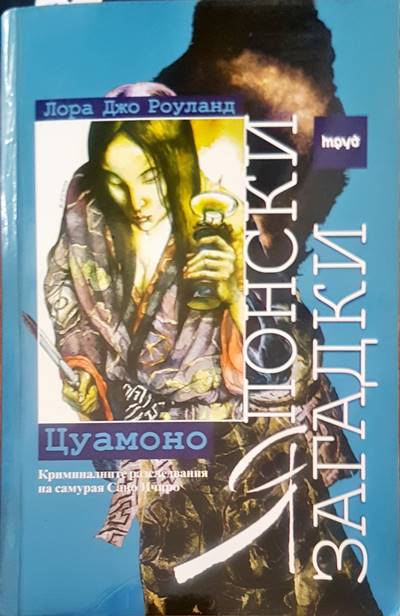 Лора Джо Роуланд
труд
ЯПОНСКИ
ЗАГАДКИ
Цуамоно
Криминалните разследвания
на самурая Сано Ичиро